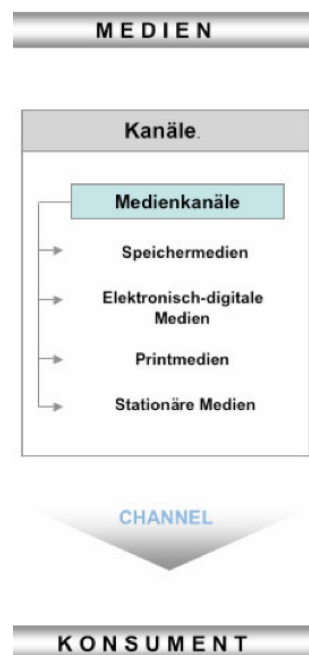 MEDIEN
Kanäle.
Medienkanäle
Speichermedien
Elektronisch-digitale
Medien
Printmedien
Stationäre Medien
CHANNEL
KONSUMENT